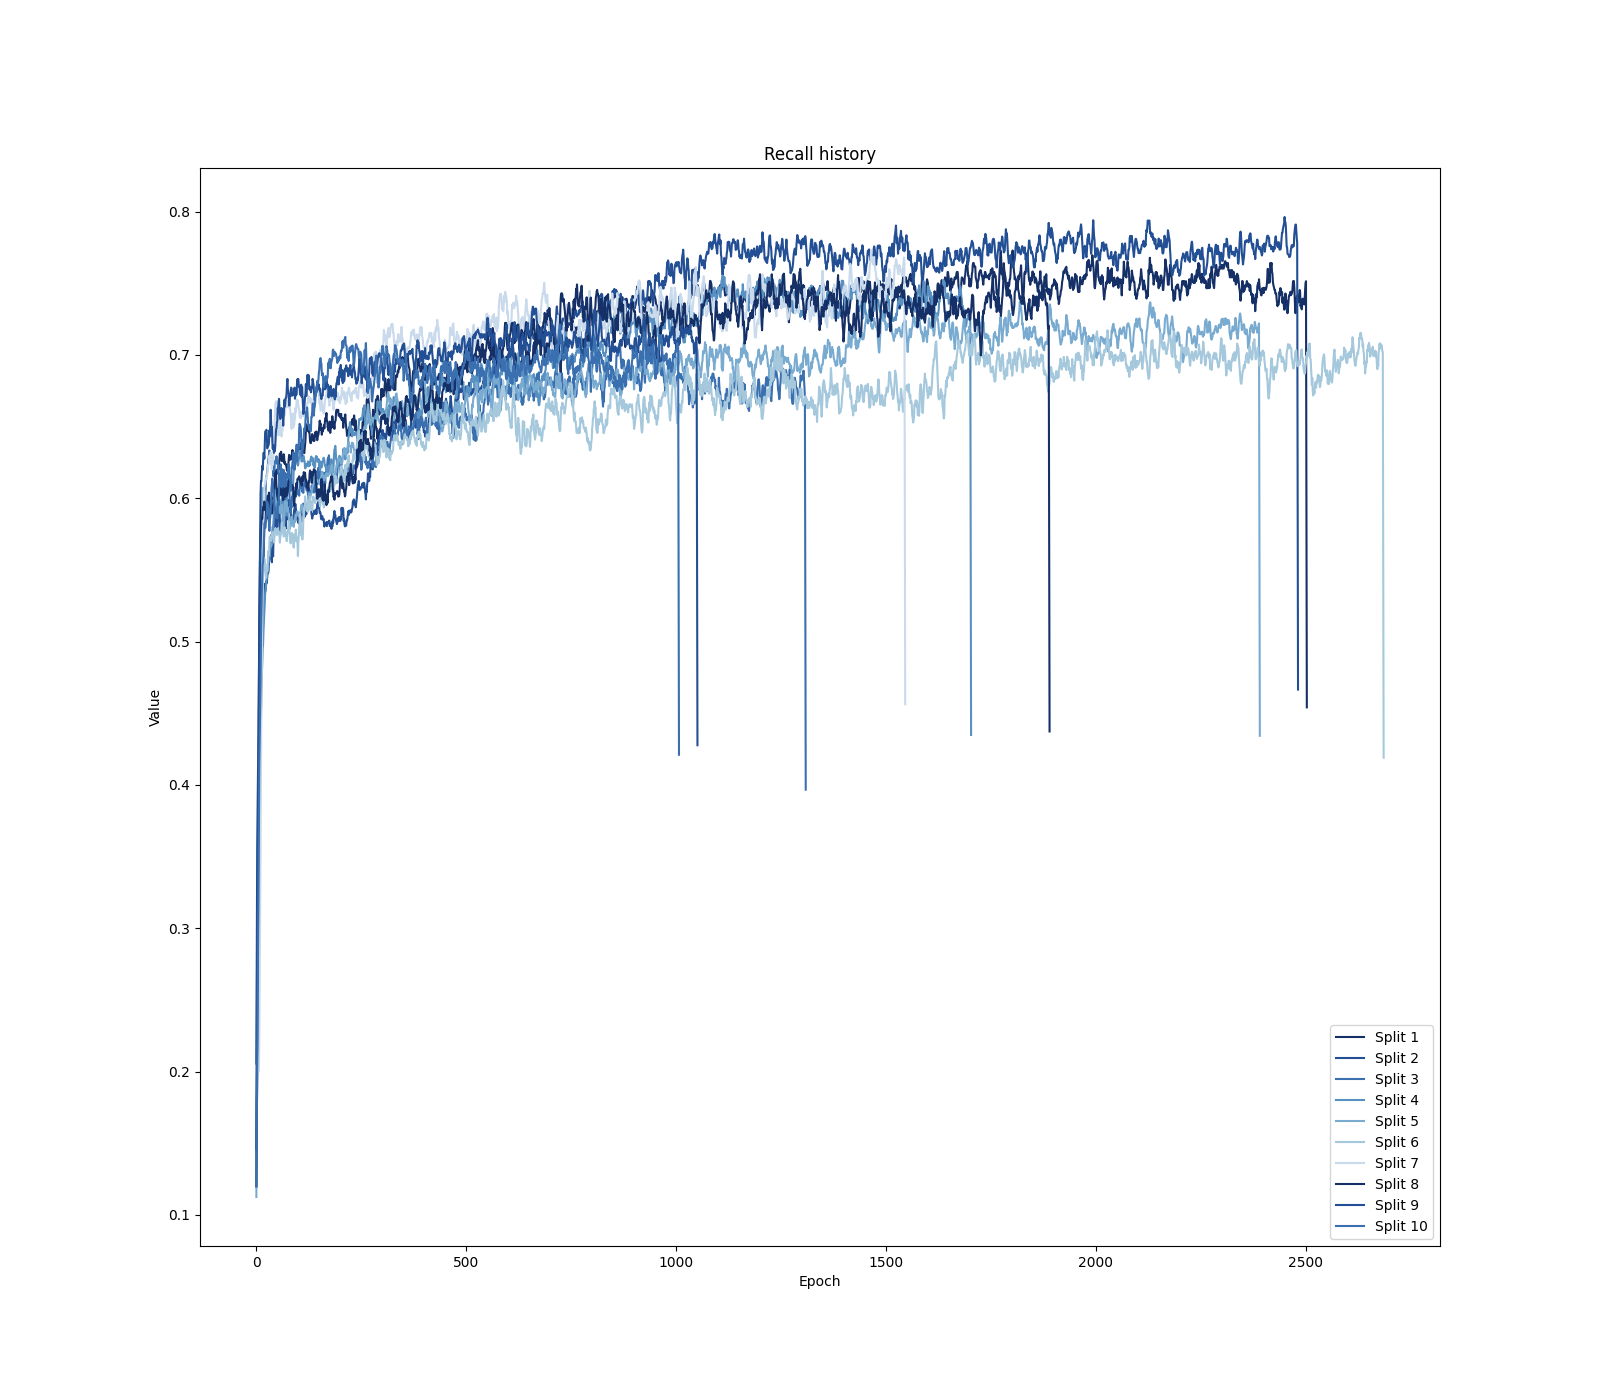 Recall history
0.8
0.7
0.6
0.5
0.4
0.3
0.2
0.1
Value
0
500
1000
1500
2000
2500
Epoch
Split 1
Split 2
Split 3
Split 4
Split 5
Split 6
Split 7
Split 8
Split 9
Split 10